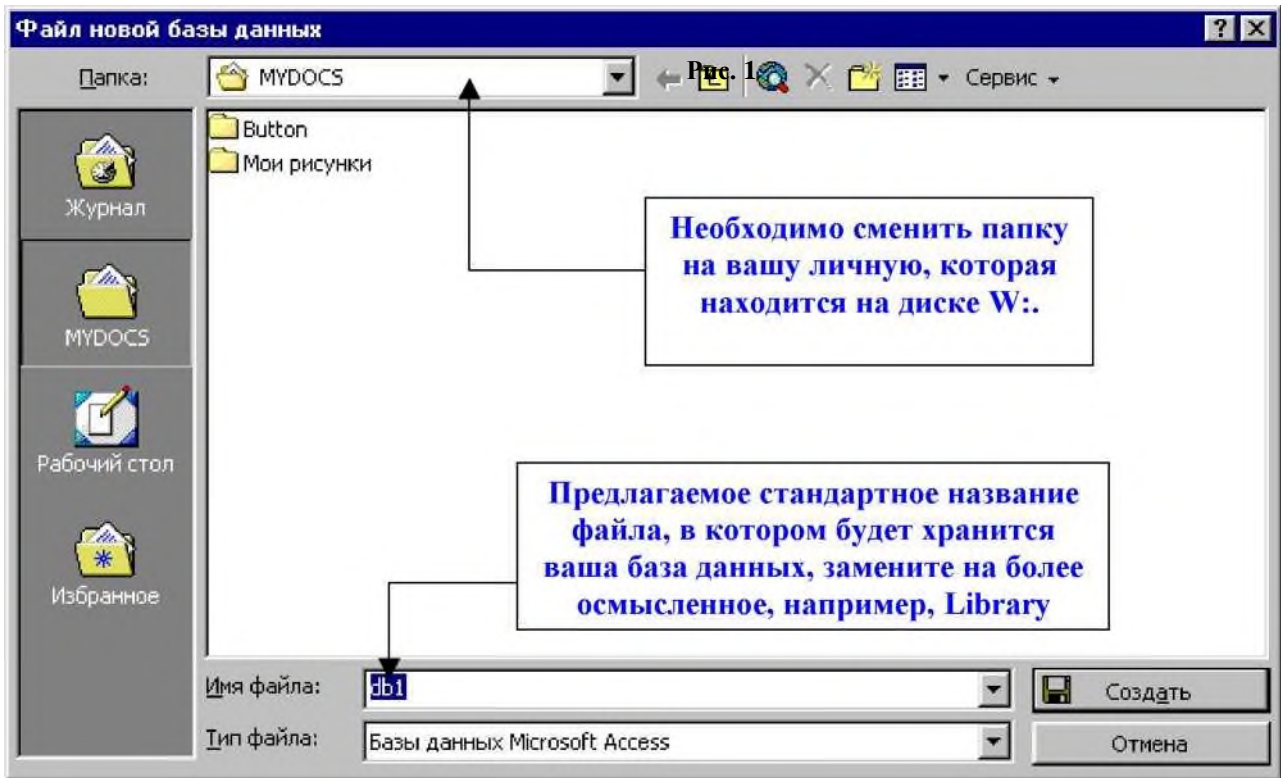 Файл новой базы данных
Папка:
MYDOCS
Рис. 1
Сервис
Журнал
MYDOCS
Рабочий стол
Избранное
Button
Мои рисунки
Необходимо сменить папку
на вашу личную, которая
находится на диске W:.
Предлагаемое стандартное название
файла, в котором будет хранится
ваша база данных, замените на более
осмысленное, например, Library
Имя файла:
db1
Создать
Тип файла:
Базы данных Microsoft Access
Отмена